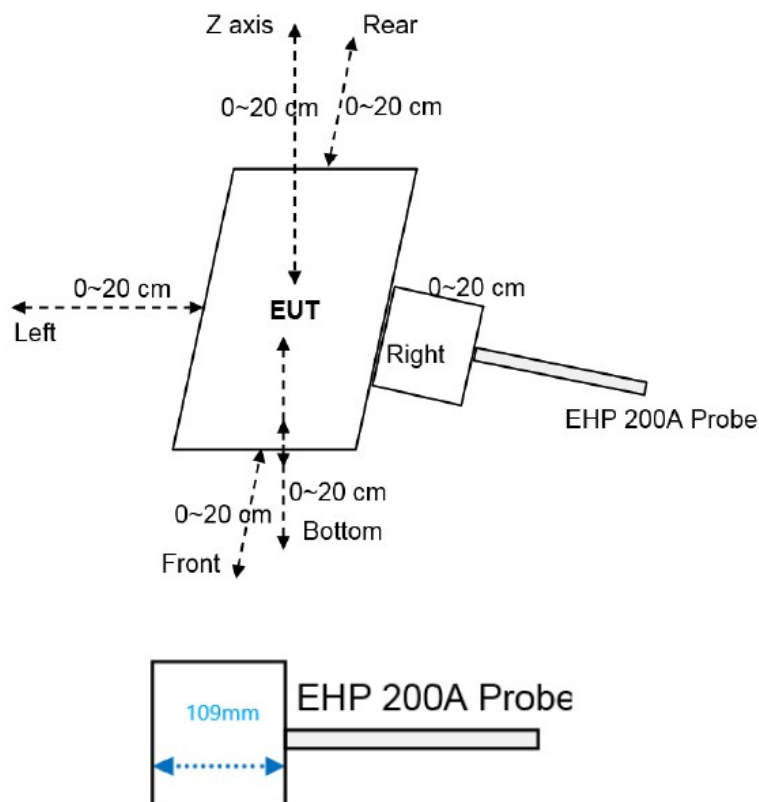 Z axis
Rear
0~20 cm
0~20 cm
0~20 cm
Left
EUT
0~20 cm
Right
EHP 200A Probe
0~20 cm
0~20 cm
Bottom
Front
109mm
EHP 200A Probe